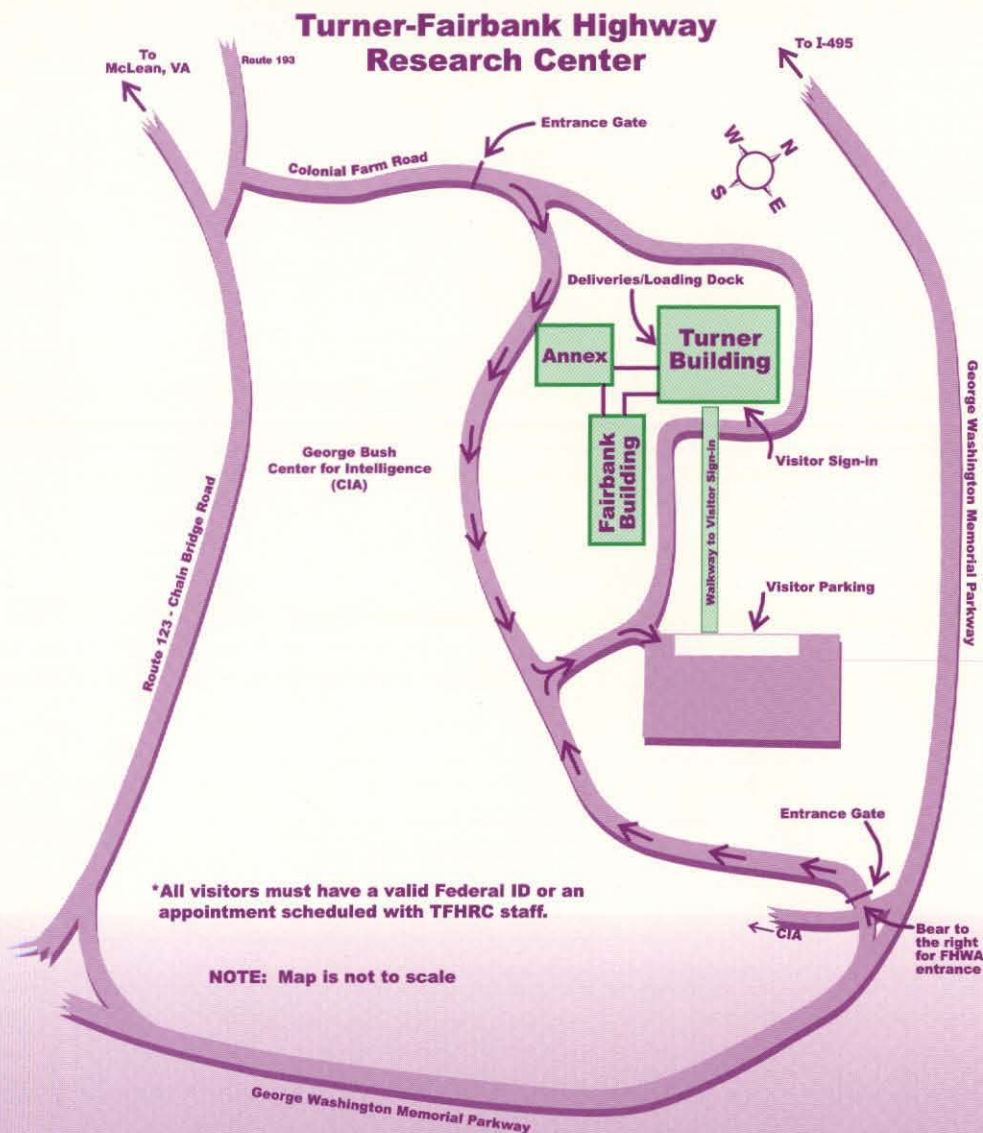 Turner-Fairbank Highway
Research Center
To
McLean, VA
Route 193
To I-495
Entrance Gate
Colonial Farm Road
W
N
S
E
Deliveries/Loading Dock
Annex
Turner
Building
George Washington Memorial Parkway
Fairbank
Building
George Bush
Center for Intelligence
(CIA)
Visitor Sign-in
Walkway to Visitor Sign-in
Route 123 - Chain Bridge Road
Visitor Parking
Entrance Gate
*All visitors must have a valid Federal ID or an
appointment scheduled with TFHRC staff.
CIA
Bear to
the right
for FHWA
entrance
NOTE: Map is not to scale
George Washington Memorial Parkway